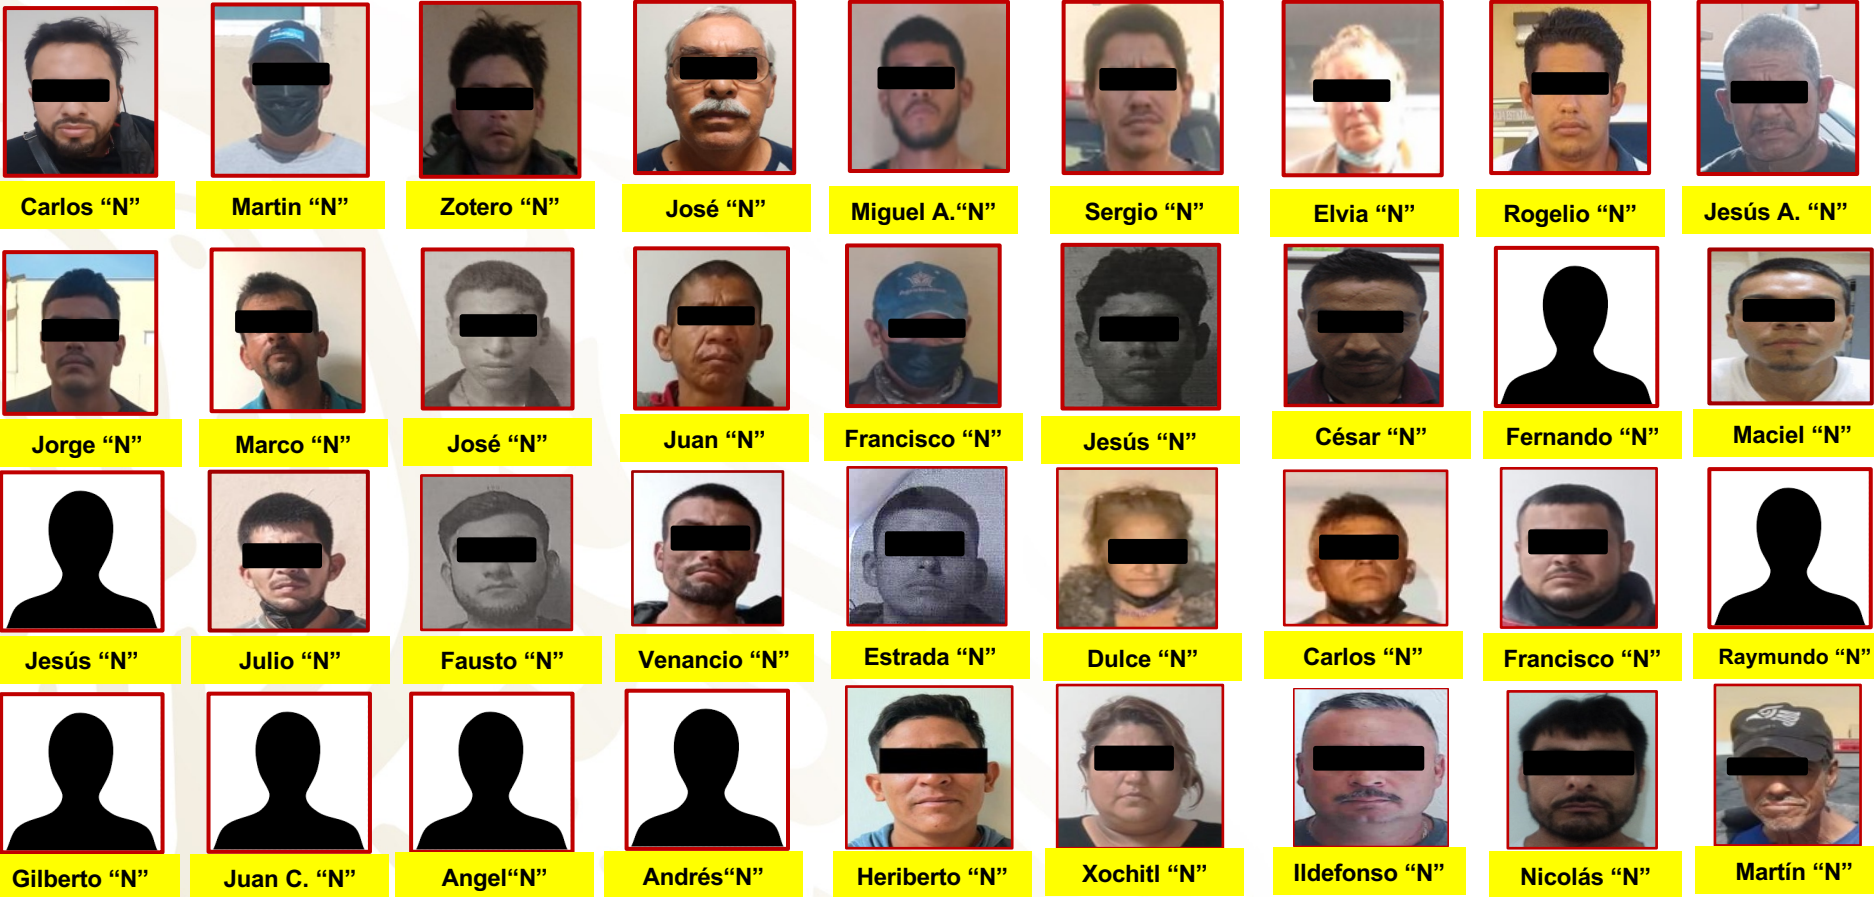 Carlos “N”
Martin “N”
Zotero “N”
José “N”
Miguel A.“N”
Sergio “N”
Elvia “N”
Rogelio “N”
Jesús A. “N”
Jorge “N”
Marco “N”
José “N”
Juan “N”
Francisco “N”
Jesús “N”
César “N”
Fernando “N”
Maciel “N”
Jesús “N”
Julio “N”
Fausto “N”
Venancio “N”
Estrada “N”
Dulce “N”
Carlos “N”
Francisco “N”
Raymundo “N”
Gilberto “N”
Juan C. “N”
Angel“N”
Andrés“N”
Heriberto “N”
Xochitl “N”
Ildefonso “N”
Nicolás “N”
Martín “N”